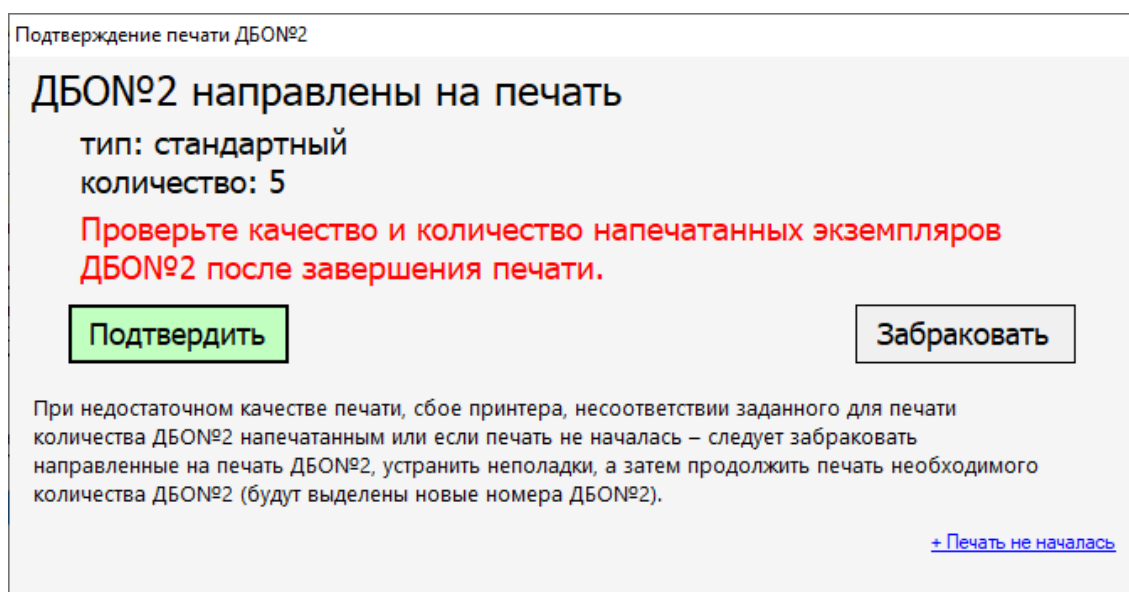 Подтверждение печати ДБО№2
ДБО№2 направлены на печать
тип: стандартный
количество: 5
Проверьте качество и количество напечатанных экземпляров
ДБО№2 после завершения печати.
Подтвердить
Забраковать
При недостаточном качестве печати, сбое принтера, несоответствии заданного для печати
количества ДБО№2 напечатанным или если печать не началась – следует забраковать
направленные на печать ДБО№2, устранить неполадки, а затем продолжить печать необходимого
количества ДБО№2 (будут выделены новые номера ДБО№2).
+ Печать не началась